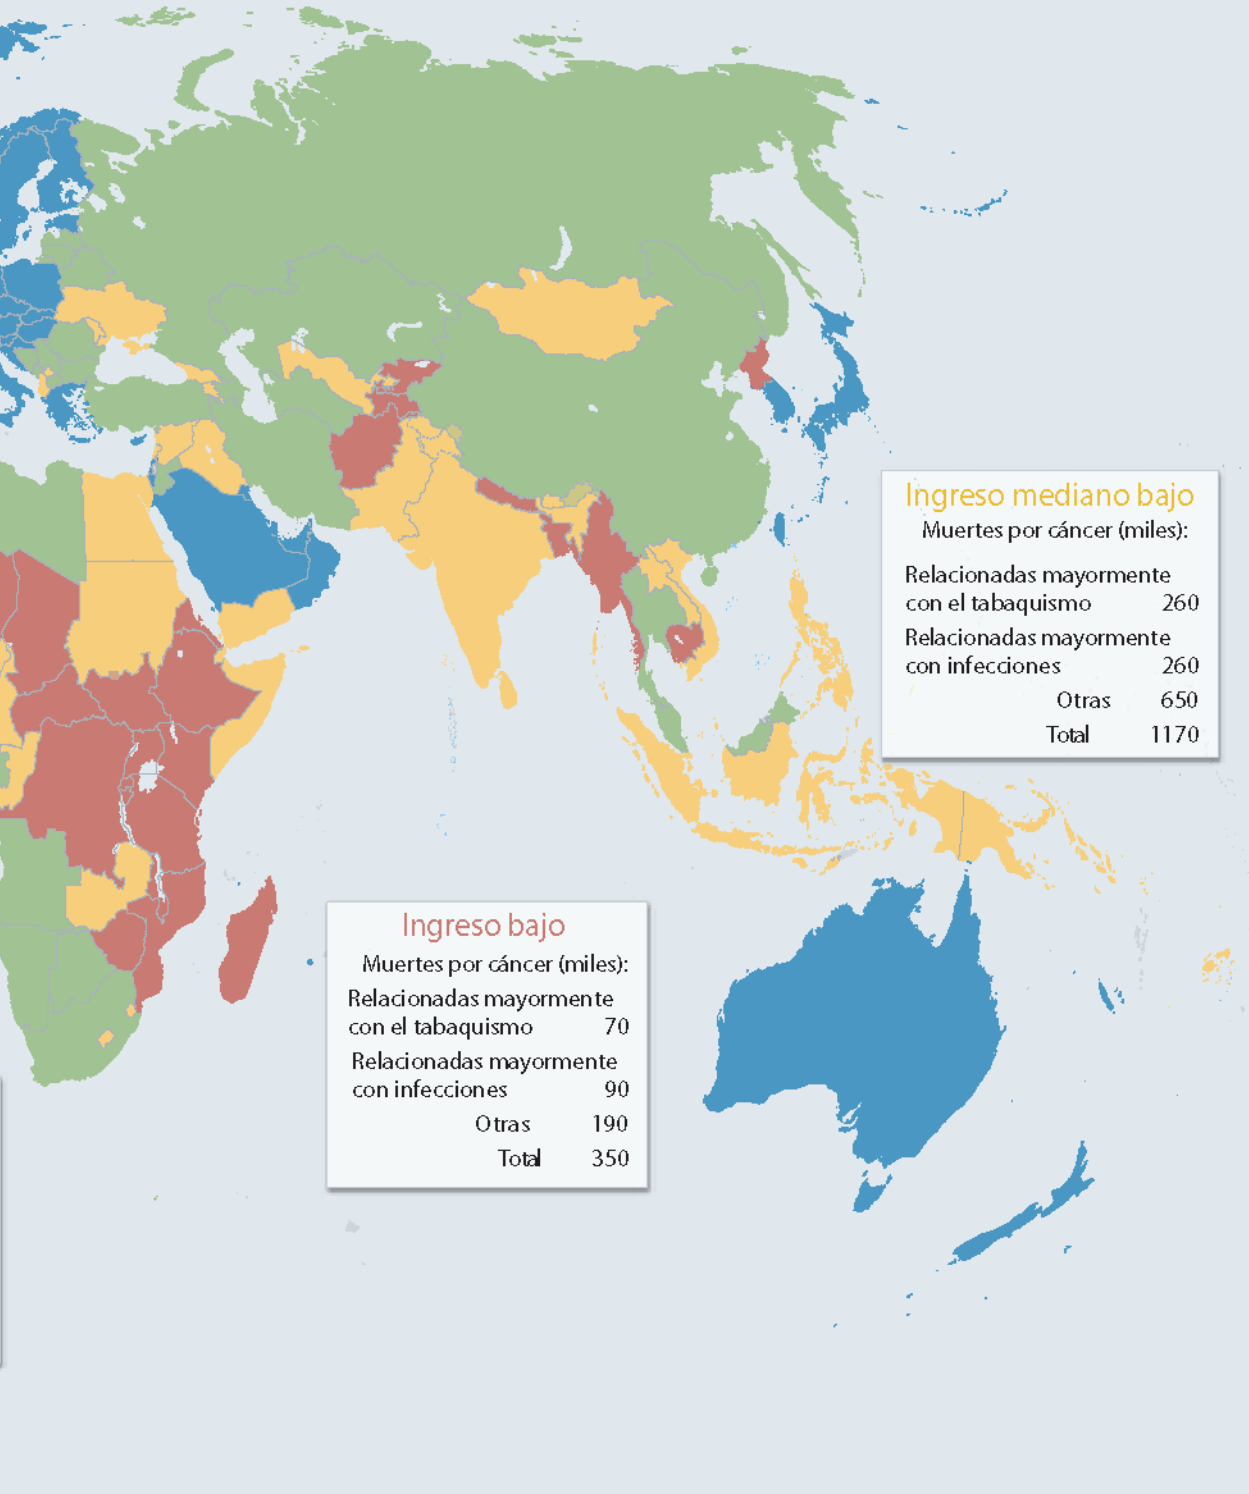 Ingreso mediano bajo
Muertes por cáncer (miles):
Relacionadas mayormente
con el tabaquismo 260
Relacionadas mayormente
con infecciones 260
Otras 650
Total 1170
Ingreso bajo
Muertes por cáncer (miles):
Relacionadas mayormente
con el tabaquismo 70
Relacionadas mayormente
con infecciones 90
Otras 190
Total 350